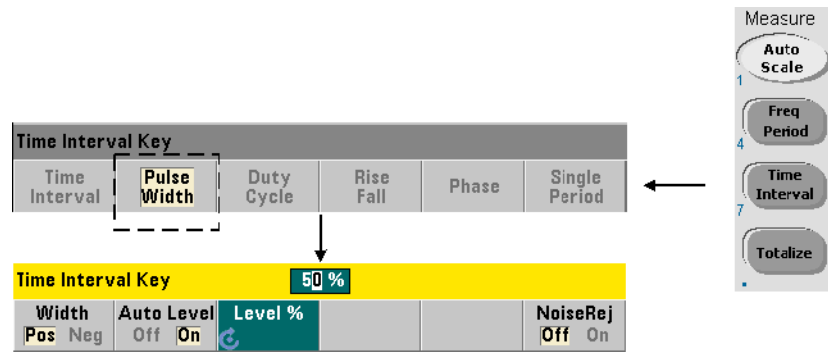 Measure
Auto
Scale
1
Freq
Period
4
Time
Interval
7
Totalize
.
Time Interval Key
Time
Interval
Pulse
Width
Duty
Cycle
Rise
Fall
Phase
Single
Period
Time Interval Key
50 %
Width
Pos Neg
Auto Level
Off On
Level %
NoiseRej
Off On